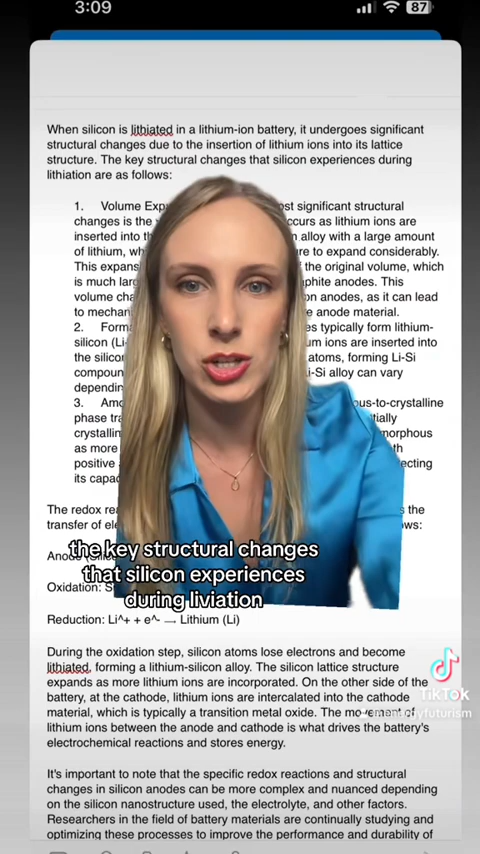 3:09
87
When silicon is lithiated in a lithium-ion battery, it undergoes significant
structural changes due to the insertion of lithium ions into its lattice
structure. The key structural changes that silicon experiences during
lithiation are as follows:
1. Volume Exp ost significant structural
changes is the occurs as lithium ions are
inserted into th alloy with a large amount
of lithium, wh re to expand considerably.
This expans f the original volume, which
is much larg phite anodes. This
volume cha on anodes, as it can lead
to mechan e anode material.
2. Forma es typically form lithium-
silicon (Li- um ions are inserted into
the silicon atoms, forming Li-Si
compoun i-Si alloy can vary
dependin
3. Amo ous-to-crystalline
phase tra tially
crystallin morphous
as more th
positive ecting
its capa
The redox rea s the
transfer of ele ows:
the key structural changes
that silicon experiences
during liviation
Oxidation: S
Reduction: Li^+ + e^- → Lithium (Li)
During the oxidation step, silicon atoms lose electrons and become
lithiated, forming a lithium-silicon alloy. The silicon lattice structure
expands as more lithium ions are incorporated. On the other side of the
battery, at the cathode, lithium ions are intercalated into the cathode
material, which is typically a transition metal oxide. The movement of
lithium ions between the anode and cathode is what drives the battery's
electrochemical reactions and stores energy.
TikTok
It's important to note that the specific redox reactions and structural
changes in silicon anodes can be more complex and nuanced depending
on the silicon nanostructure used, the electrolyte, and other factors.
Researchers in the field of battery materials are continually studying and
optimizing these processes to improve the performance and durability of